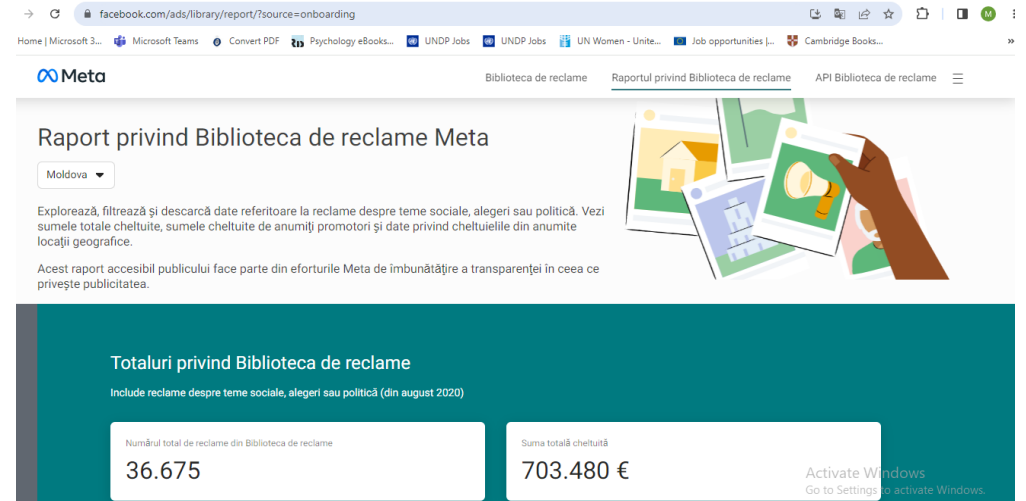 facebook.com/ads/library/report/?source=onboarding
M
Home | Microsoft 3... Microsoft Teams Convert PDF Psychology eBooks... UNDP Jobs UNDP Jobs UN Women - Unite... Job opportunities |... Cambridge Books... »
Meta
Biblioteca de reclame Raportul privind Biblioteca de reclame API Biblioteca de reclame
Raport privind Biblioteca de reclame Meta
Moldova
Explorează, filtrează și descarcă date referitoare la reclame despre teme sociale, alegeri sau politică. Vezi
sumele totale cheltuite, sumele cheltuite de anumiți promotori și date privind cheltuielile din anumite
locații geografice.
Acest raport accesibil publicului face parte din eforturile Meta de îmbunătățire a transparenței în ceea ce
privește publicitatea.
Totaluri privind Biblioteca de reclame
Include reclame despre teme sociale, alegeri sau politică (din august 2020)
Numărul total de reclame din Biblioteca de reclame
36.675
Suma totală cheltuită
703.480 €
Activate Windows
Go to Settings to activate Windows.